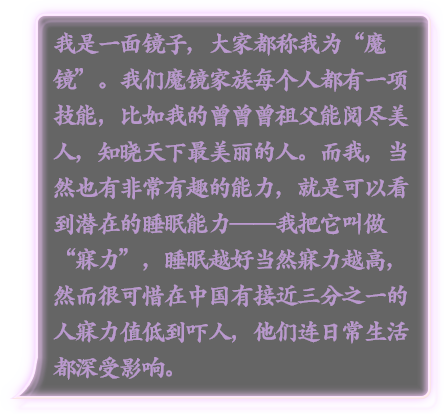 我是一面镜子，大家都称我为“魔
镜”。我们魔镜家族每个人都有一项
技能，比如我的曾曾曾祖父能阅尽美
人，知晓天下最美丽的人。而我，当
然也有非常有趣的能力，就是可以看
到潜在的睡眠能力——我把它叫做
“寐力”，睡眠越好当然寐力越高，
然而很可惜在中国有接近三分之一的
人寐力值低到吓人，他们连日常生活
都深受影响。